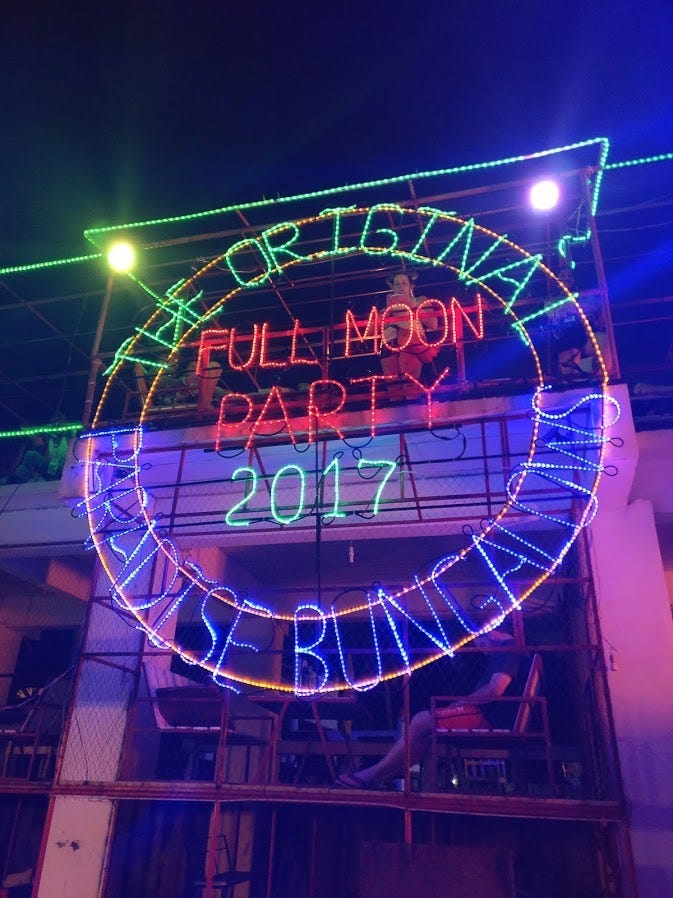 THE ORIGINAL
FULL MOON
PARTY
2017
PARADISE BUNGALOWS